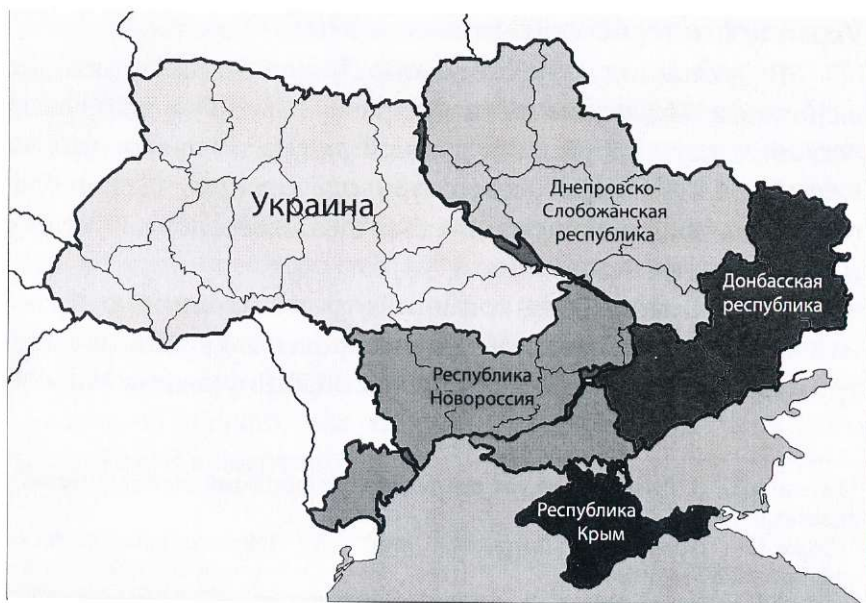 Украина
Днепровско-
Слобожанская
республика
Донбасская
республика
Республика
Новороссия
Республика
Крым